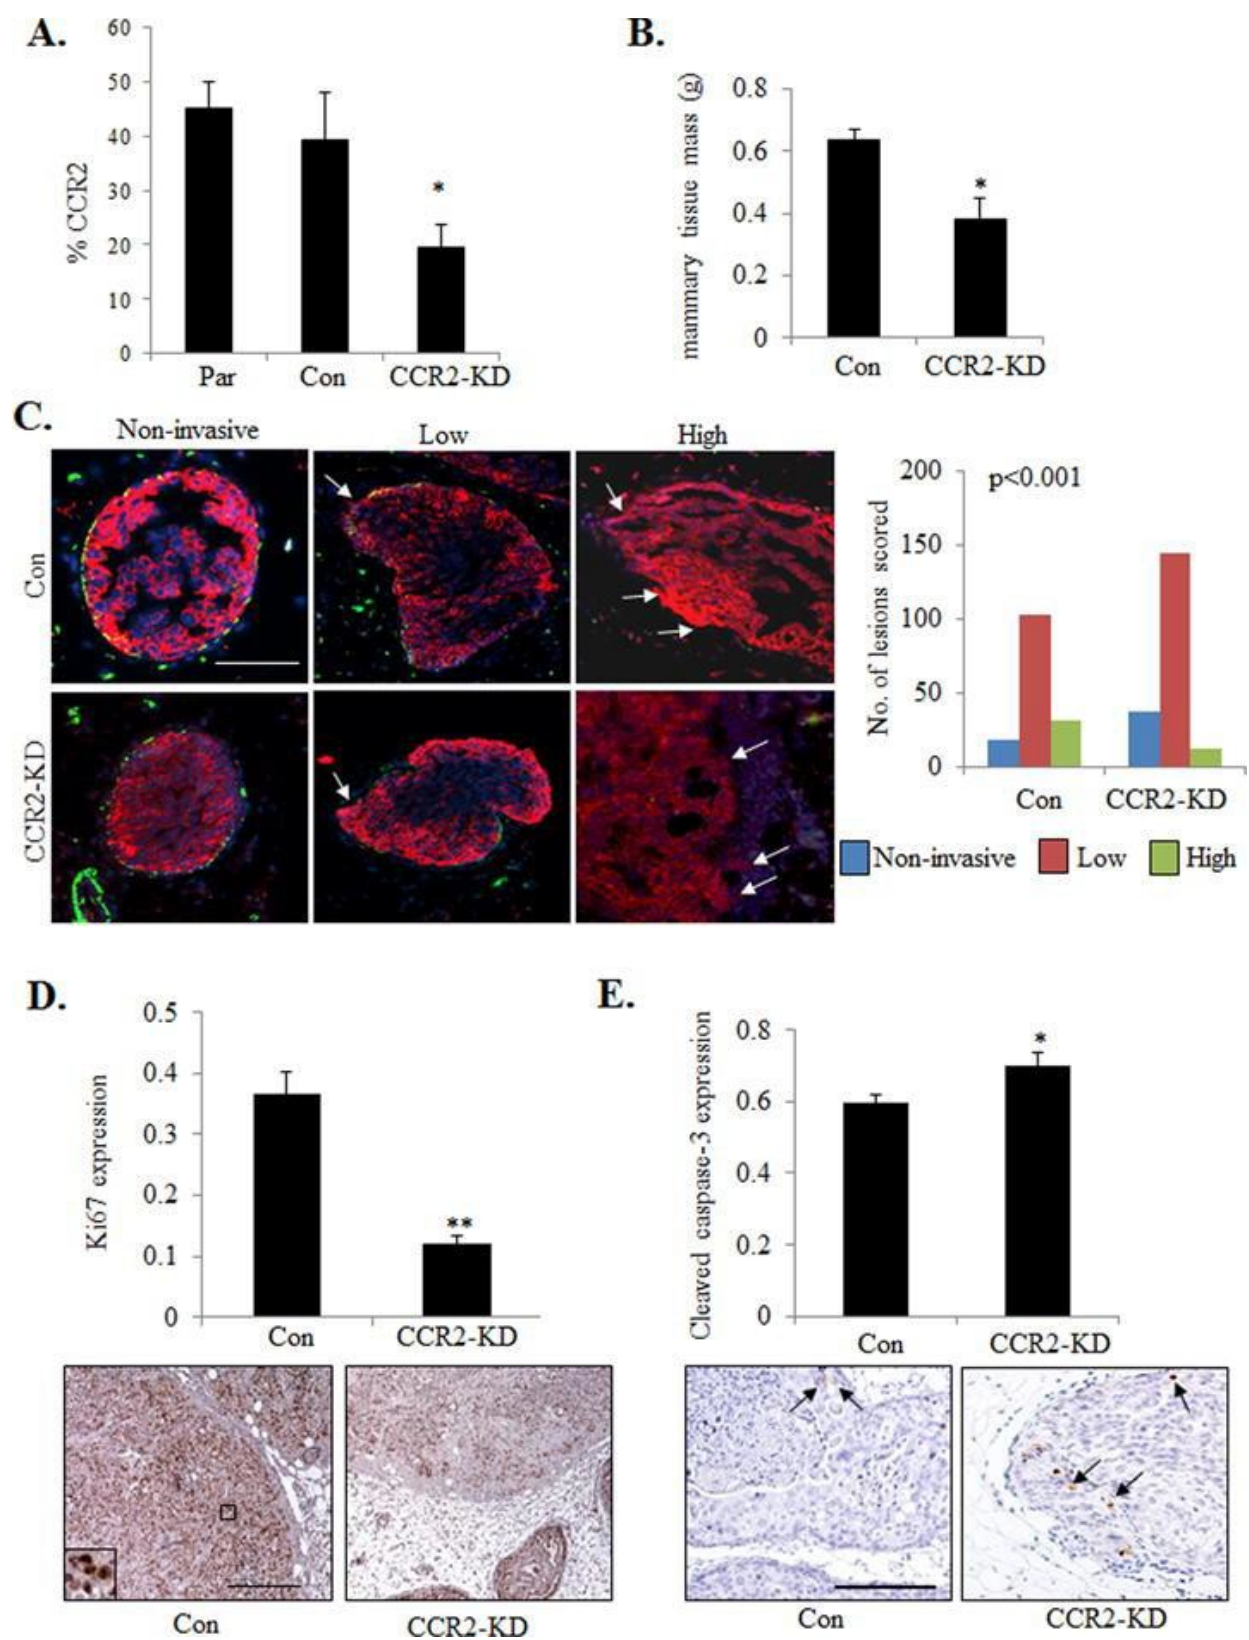 A.
60
50
40
30
20
10
0
% CCR2
*
Par Con CCR2-KD
B.
0.8
0.6
0.4
0.2
0
mammary tissue mass (g)
*
Con CCR2-KD
C.
Non-invasive Low High
Con
CCR2-KD
200
150
100
50
0
No. of lesions scored
p<0.001
Con CCR2-KD
Non-invasive Low High
D.
0.5
0.4
0.3
0.2
0.1
0
Ki67 expression
**
Con CCR2-KD
Con CCR2-KD
E.
0.8
0.6
0.4
0.2
0
Cleaved caspase-3 expression
*
Con CCR2-KD
Con CCR2-KD